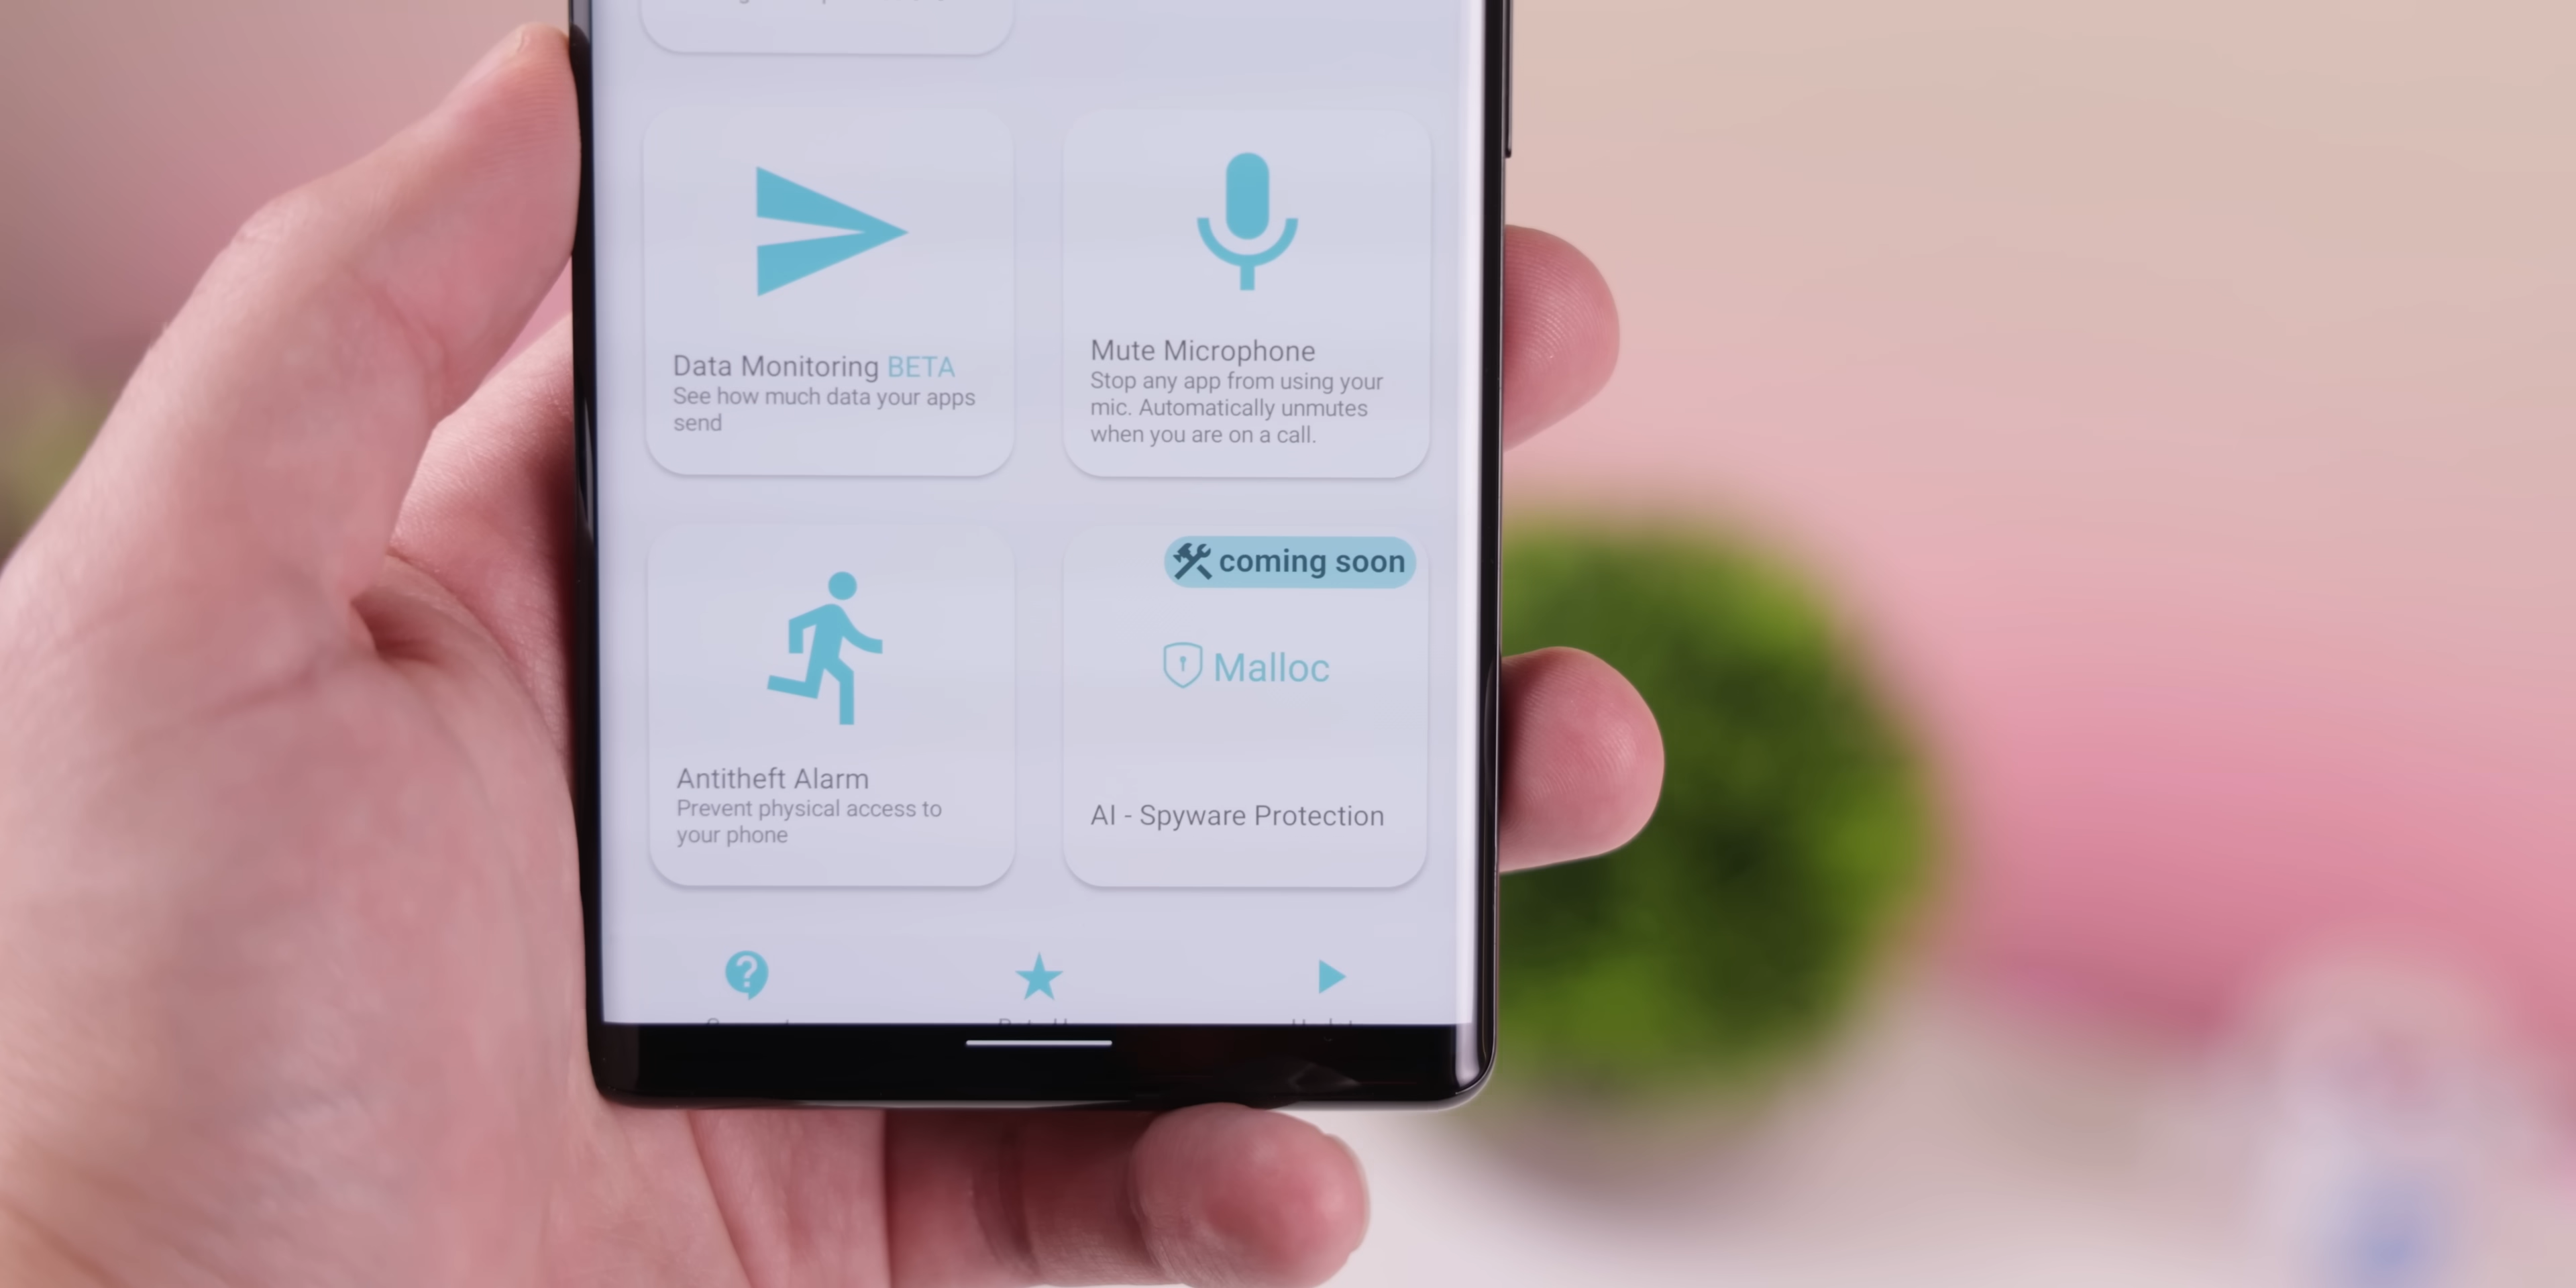 Data Monitoring BETA
See how much data your apps
send
Mute Microphone
Stop any app from using your
mic. Automatically unmutes
when you are on a call.
coming soon
Malloc
Antitheft Alarm
Prevent physical access to
your phone
AI - Spyware Protection